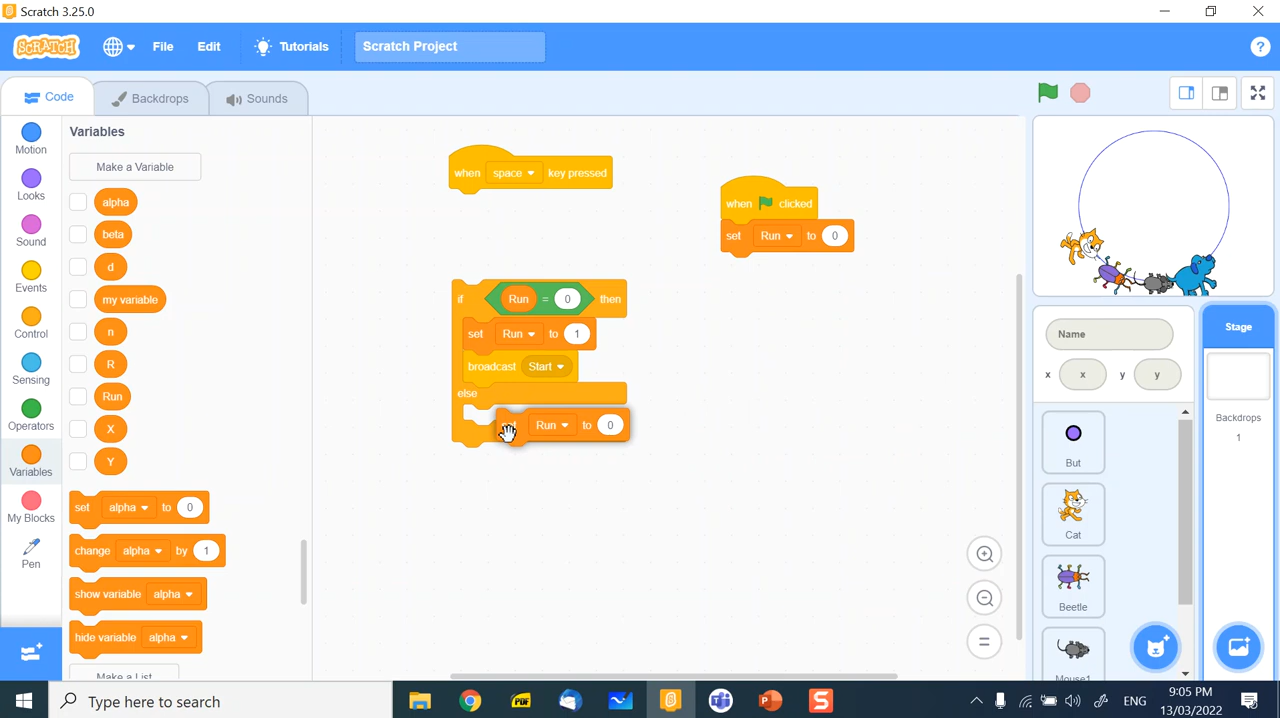 Scratch 3.25.0
SCRATCH
File
Edit
Tutorials
Scratch Project
?
Code
Backdrops
Sounds
Motion
Looks
Sound
Events
Control
Sensing
Operators
Variables
My Blocks
Pen
Variables
Make a Variable
alpha
beta
d
my variable
n
R
Run
X
Y
set alpha to 0
change alpha by 1
show variable alpha
hide variable alpha
Make a List
when space key pressed
when clicked
set Run to 0
if Run = 0 then
set Run to 1
broadcast Start
else
Run to 0
Name
x x y y
But
Cat
Beetle
Mouse1
Stage
Backdrops
1
Type here to search
PDF
ENG
9:05 PM
13/03/2022